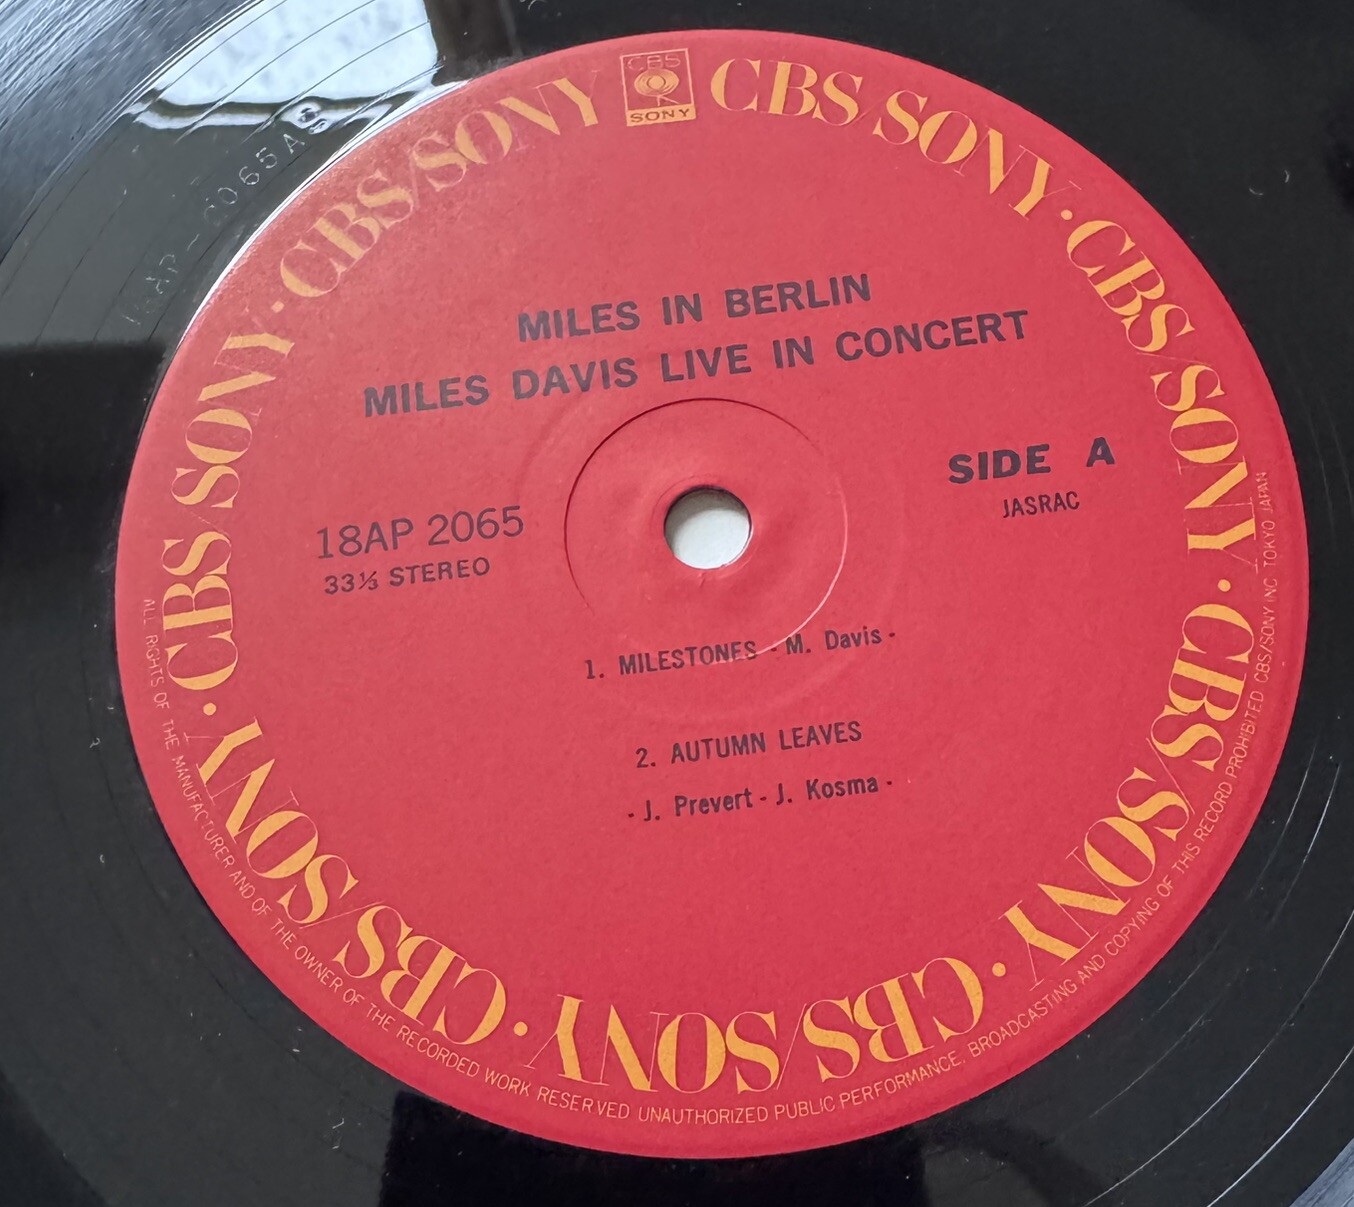 CBS
SONY
CBS/SONY · CBS/SONY · CBS/SONY · CBS/SONY · CBS/SONY · CBS/SONY · CBS/SONY
MILES IN BERLIN
MILES DAVIS LIVE IN CONCERT
SIDE A
JASRAC
18AP 2065
33⅓ STEREO
1. MILESTONES - M. Davis -
2. AUTUMN LEAVES
- J. Prevert - J. Kosma -
ALL RIGHTS OF THE MANUFACTURER AND OF THE OWNER OF THE RECORDED WORK RESERVED UNAUTHORIZED PUBLIC PERFORMANCE, BROADCASTING AND COPYING OF THIS RECORD PROHIBITED CBS/SONY INC TOKYO JAPAN